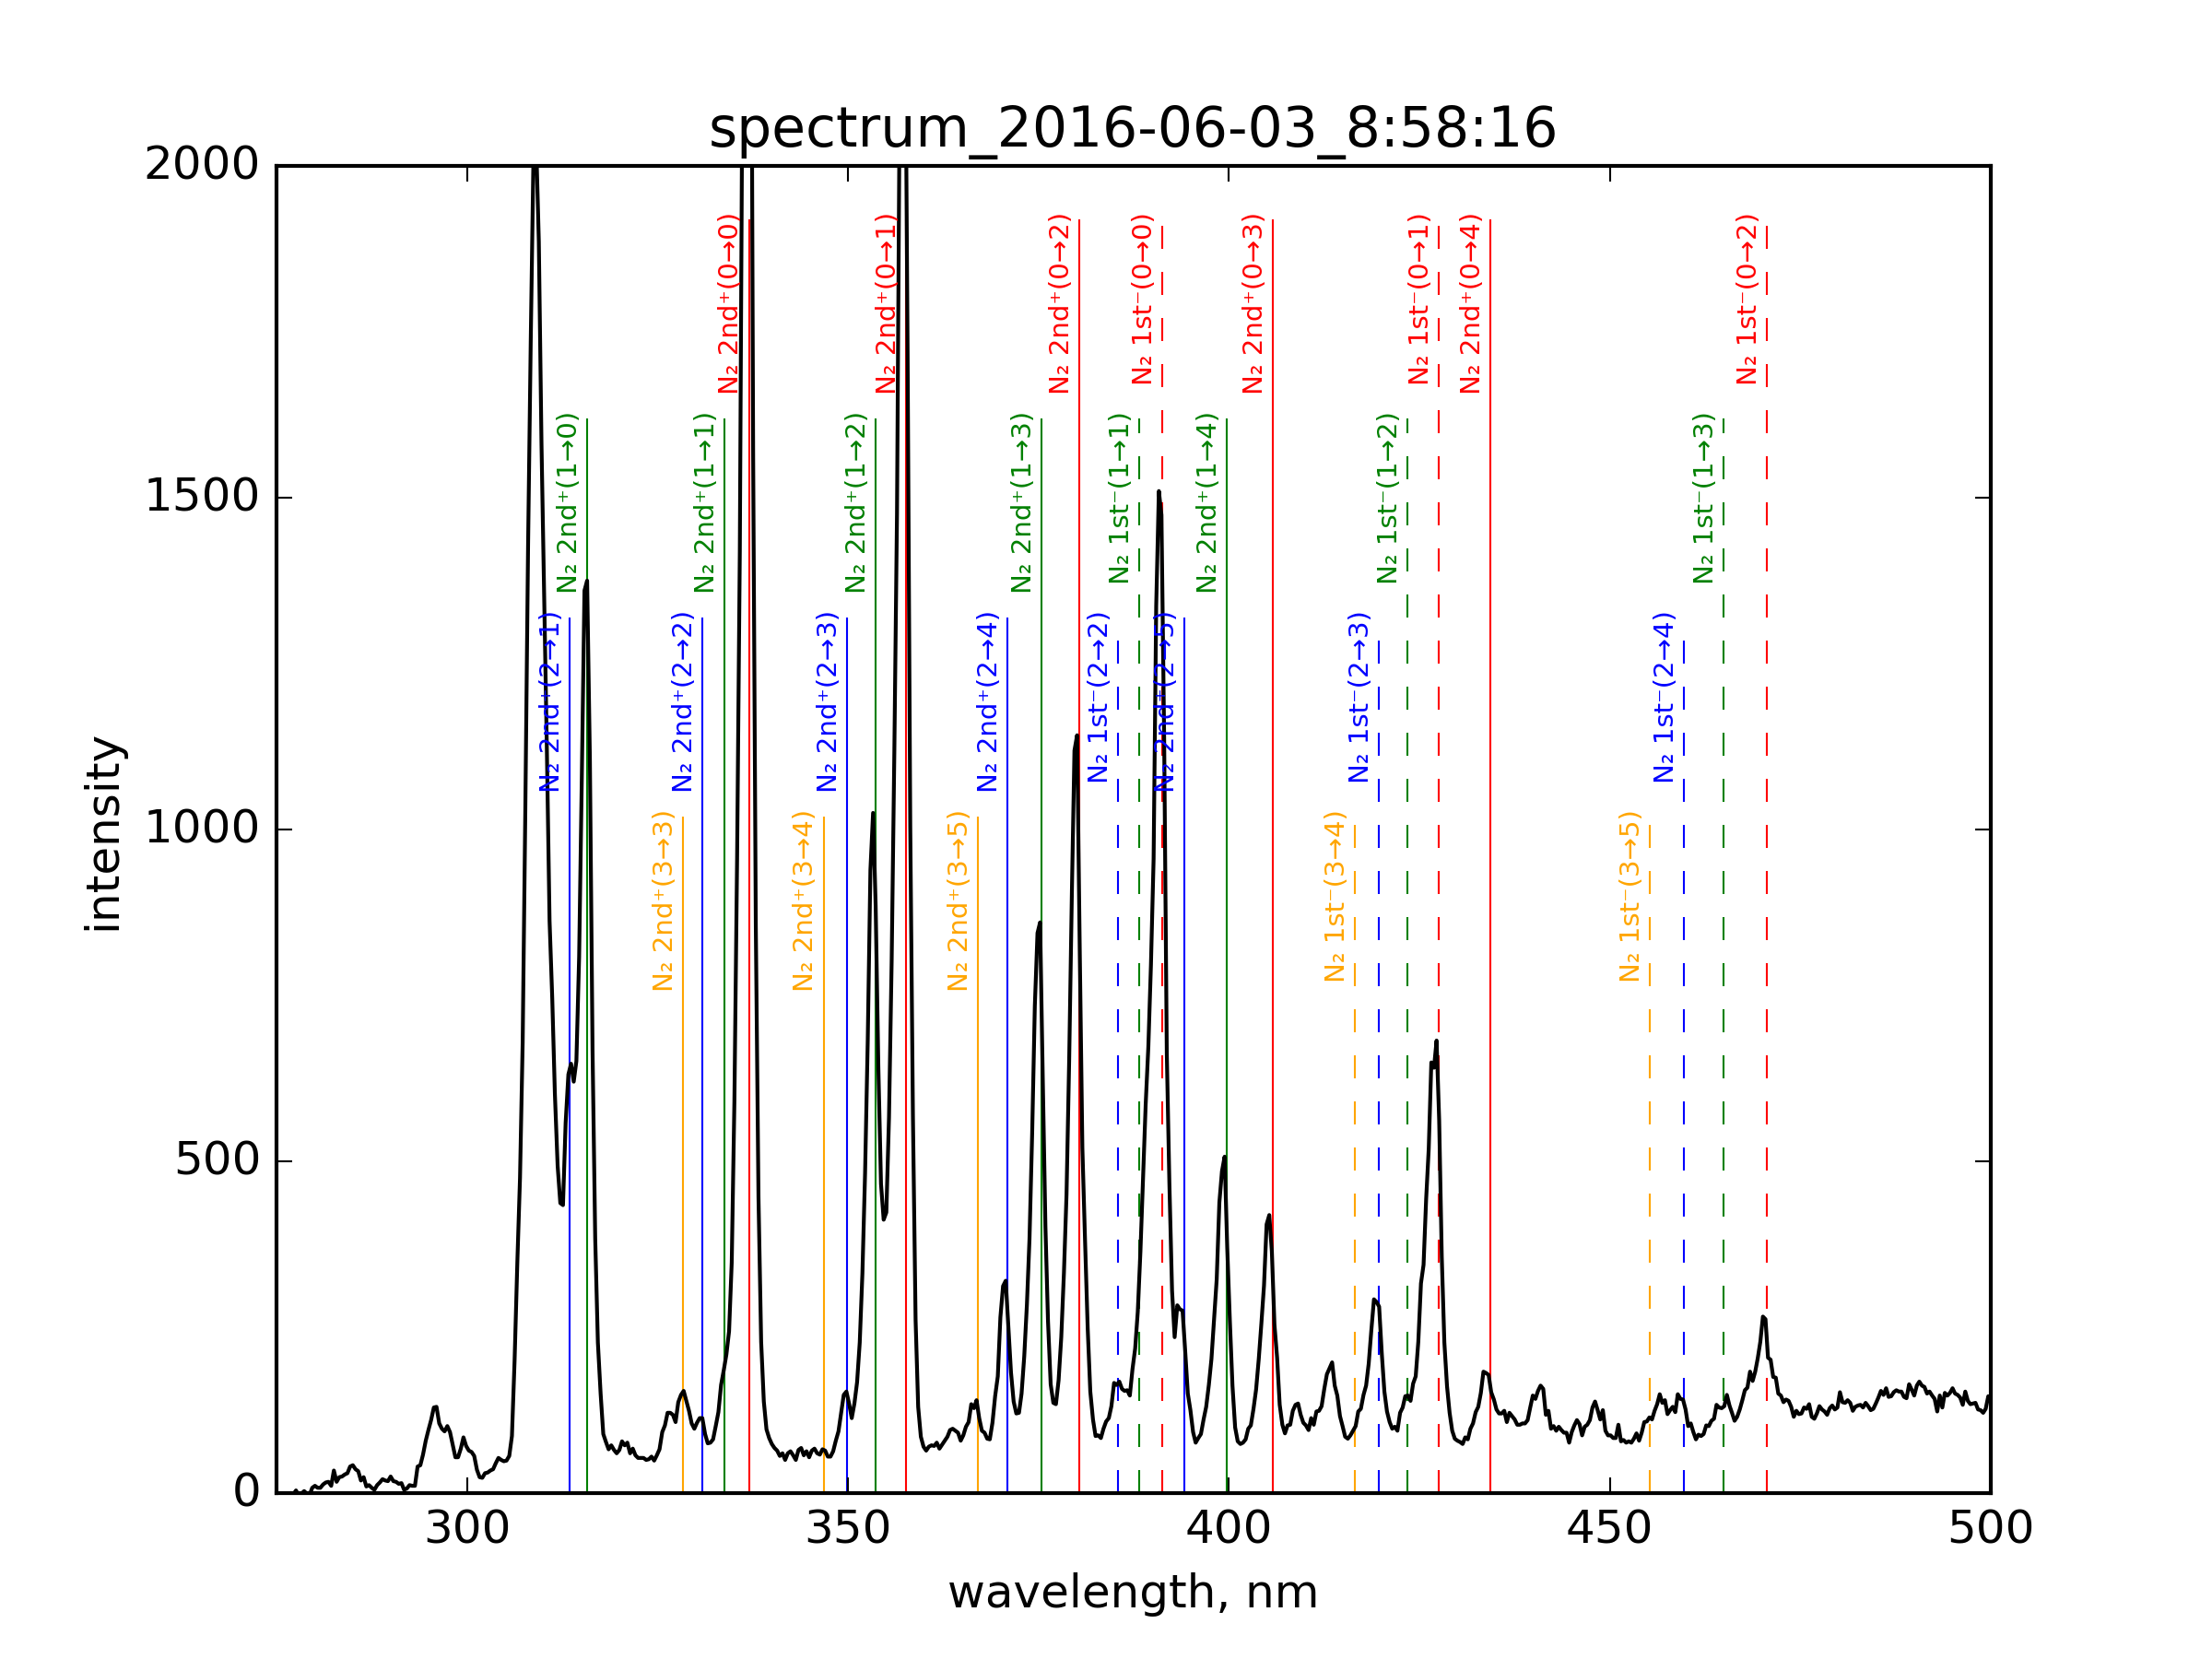 spectrum_2016-06-03_8:58:16
2000
1500
1000
500
0
intensity
N₂ 2nd⁺(0→0)
N₂ 2nd⁺(0→1)
N₂ 2nd⁺(0→2)
N₂ 1st⁻(0→0)
N₂ 2nd⁺(0→3)
N₂ 1st⁻(0→1)
N₂ 2nd⁺(0→4)
N₂ 1st⁻(0→2)
N₂ 2nd⁺(1→0)
N₂ 2nd⁺(1→1)
N₂ 2nd⁺(1→2)
N₂ 2nd⁺(1→3)
N₂ 1st⁻(1→1)
N₂ 2nd⁺(1→4)
N₂ 1st⁻(1→2)
N₂ 1st⁻(1→3)
N₂ 2nd⁺(2→1)
N₂ 2nd⁺(2→2)
N₂ 2nd⁺(2→3)
N₂ 2nd⁺(2→4)
N₂ 1st⁻(2→2)
N₂ 2nd⁺(2→5)
N₂ 1st⁻(2→3)
N₂ 1st⁻(2→4)
N₂ 2nd⁺(3→3)
N₂ 2nd⁺(3→4)
N₂ 2nd⁺(3→5)
N₂ 1st⁻(3→4)
N₂ 1st⁻(3→5)
300
350
400
450
500
wavelength, nm